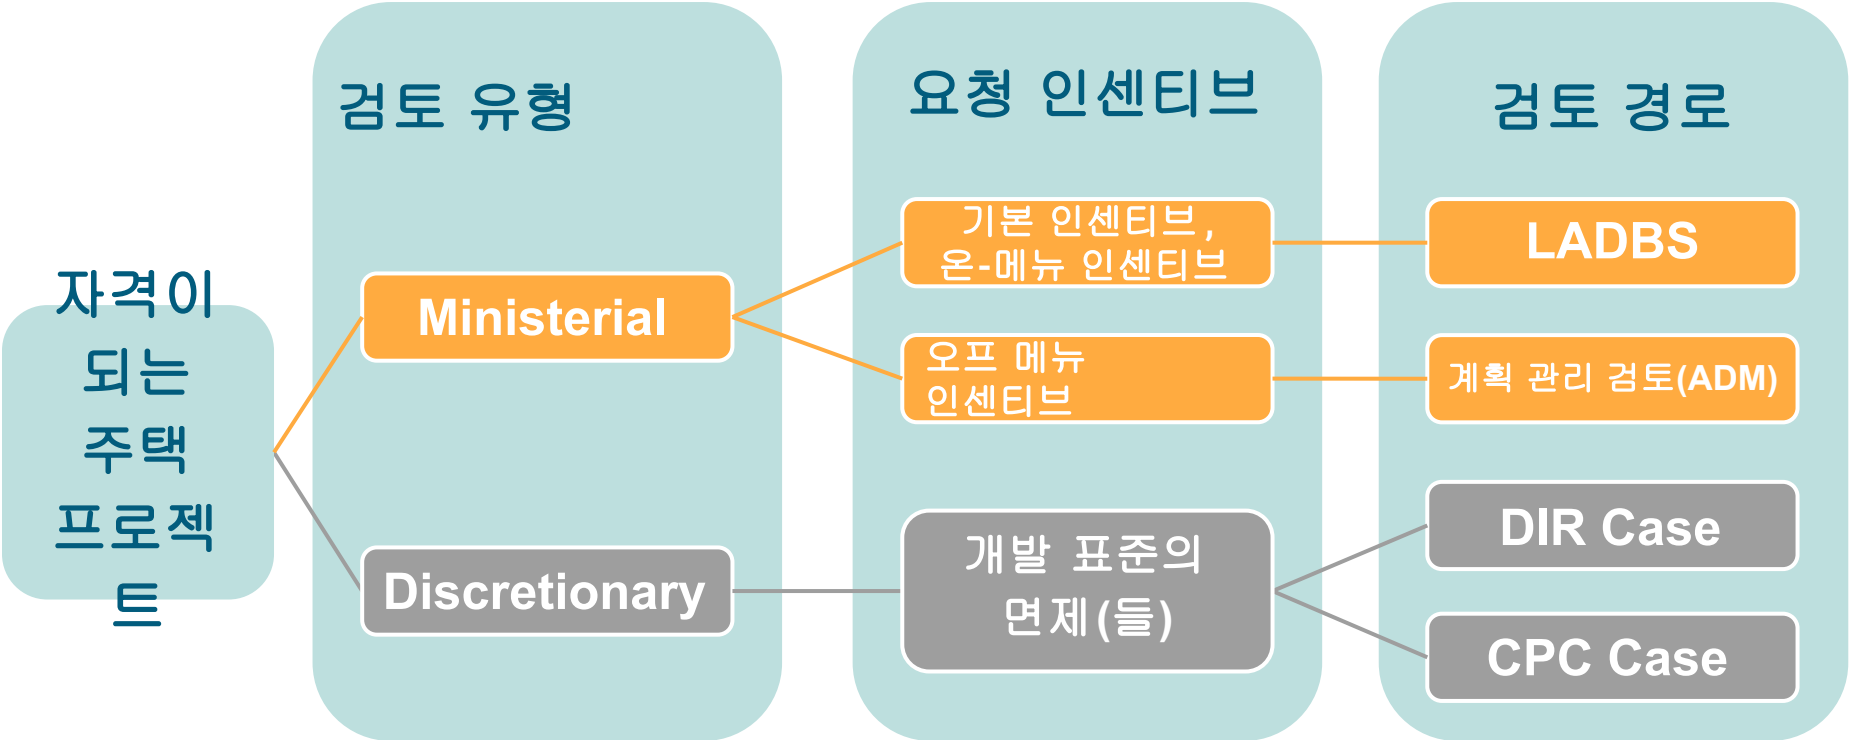 자격이
되는
주택
프로젝
트
검토 유형
Ministerial
Discretionary
요청 인센티브
기본 인센티브,
온-메뉴 인센티브
오프 메뉴
인센티브
개발 표준의
면제(들)
검토 경로
LADBS
계획 관리 검토(ADM)
DIR Case
CPC Case